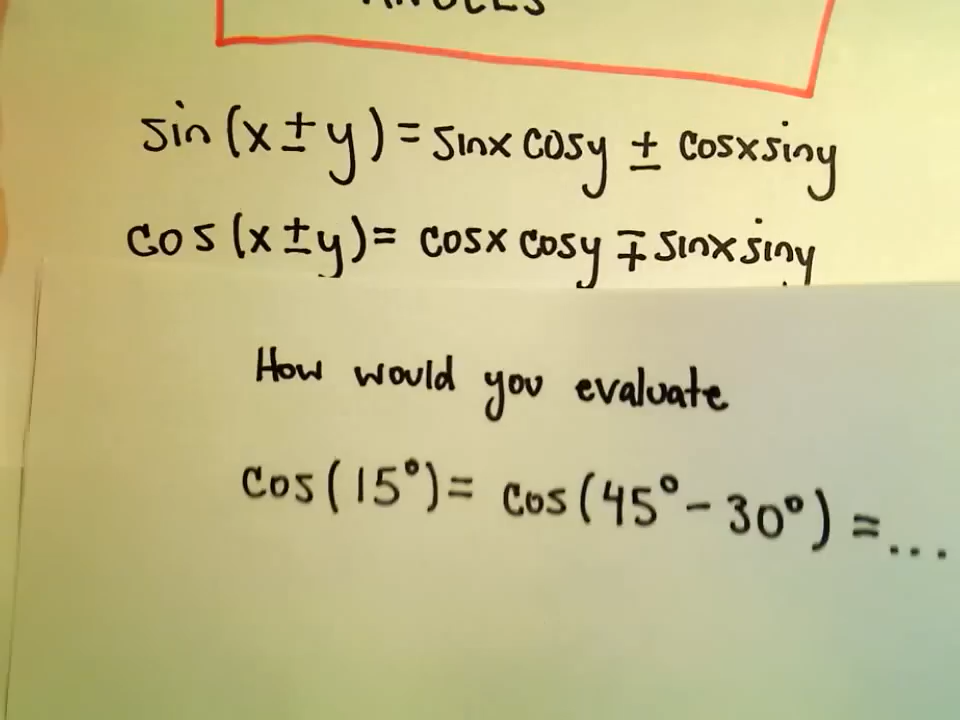 ANGLES
sin(x ± y) = sinx cosy ± cosx siny
cos(x ± y) = cosx cosy ∓ sinx siny
How would you evaluate
cos(15°) = cos(45° - 30°) = ...